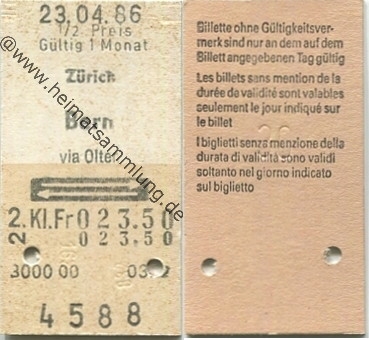 23.04.86
1/2 Preis
Gültig 1 Monat
Zürich
Bern
via Olten
2.Kl.Fr 023.50
2. 023.50
3000 00
4588
@www.heimatsammlung.de
Billette ohne Gültigkeitsver-
merk sind nur an dem auf dem
Billett angegebenen Tag gültig
Les billets sans mention de la
durée de validité sont valables
seulement le jour indiqué sur
le billet
I biglietti senza menzione della
durata di validità sono validi
soltanto nel giorno indicato
sul biglietto